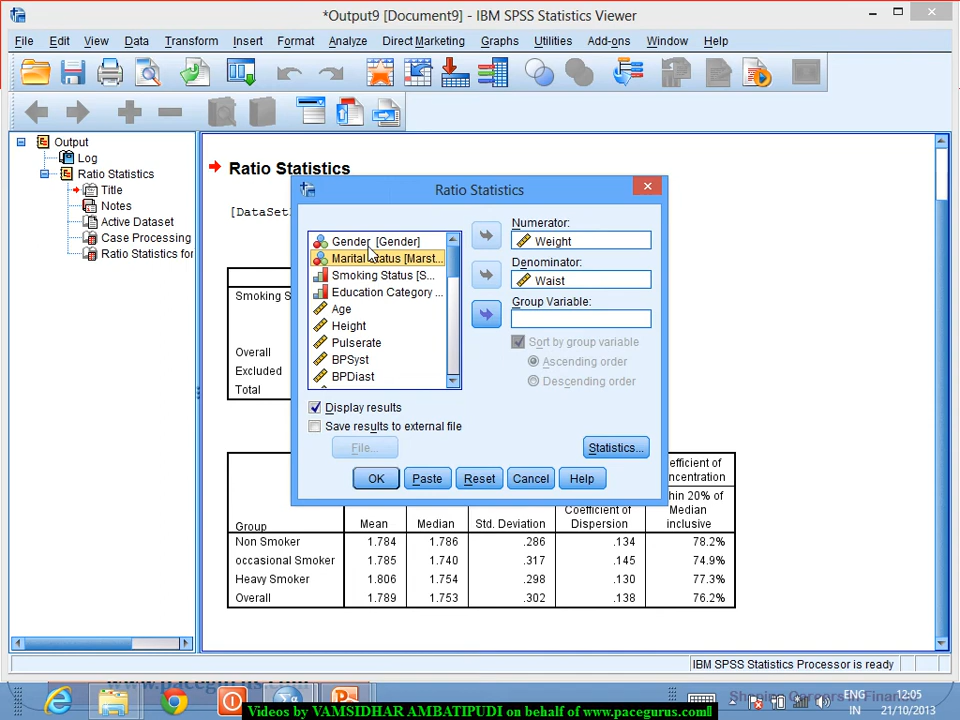 *Output9 [Document9] - IBM SPSS Statistics Viewer
File Edit View Data Transform Insert Format Analyze Direct Marketing Graphs Utilities Add-ons Window Help
Output
Log
Ratio Statistics
Title
Notes
Active Dataset
Case Processing
Ratio Statistics for
Ratio Statistics
[DataSet
Smoking S
Overall
Excluded
Total
Ratio Statistics
Gender [Gender]
Marital Status [Marst...
Smoking Status [S...
Education Category ...
Age
Height
Pulserate
BPSyst
BPDiast
Numerator:
Weight
Denominator:
Waist
Group Variable:
Sort by group variable
Ascending order
Descending order
Display results
Save results to external file
File...
Statistics...
OK Paste Reset Cancel Help
efficient of
ncentration
hin 20% of
Median
inclusive
Group Mean Median Std. Deviation Coefficient of Dispersion
Non Smoker 1.784 1.786 .286 .134 78.2%
occasional Smoker 1.785 1.740 .317 .145 74.9%
Heavy Smoker 1.806 1.754 .298 .130 77.3%
Overall 1.789 1.753 .302 .138 76.2%
IBM SPSS Statistics Processor is ready
www.pacegurus.com
ENG 12:05
IN 21/10/2013
Videos by VAMSIDHAR AMBATIPUDI on behalf of www.pacegurus.com